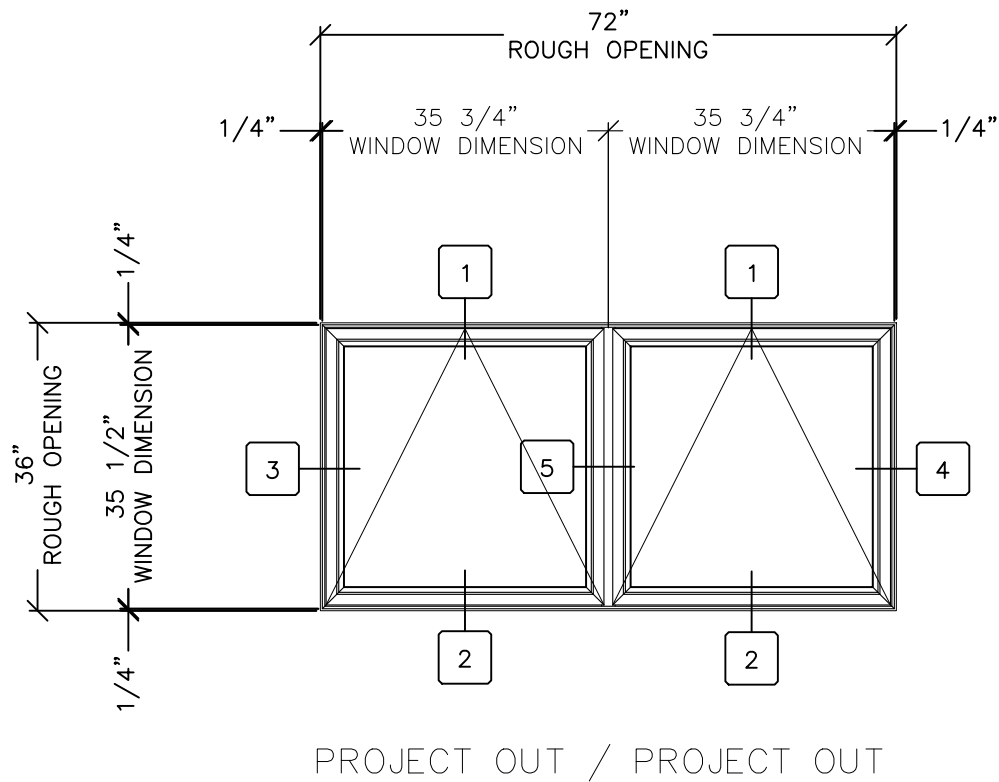 72"
ROUGH OPENING
1/4"
35 3/4"
WINDOW DIMENSION
35 3/4"
WINDOW DIMENSION
1/4"
1
1
1/4"
36"
ROUGH OPENING
35 1/2"
WINDOW DIMENSION
3
5
4
1/4"
2
2
PROJECT OUT / PROJECT OUT